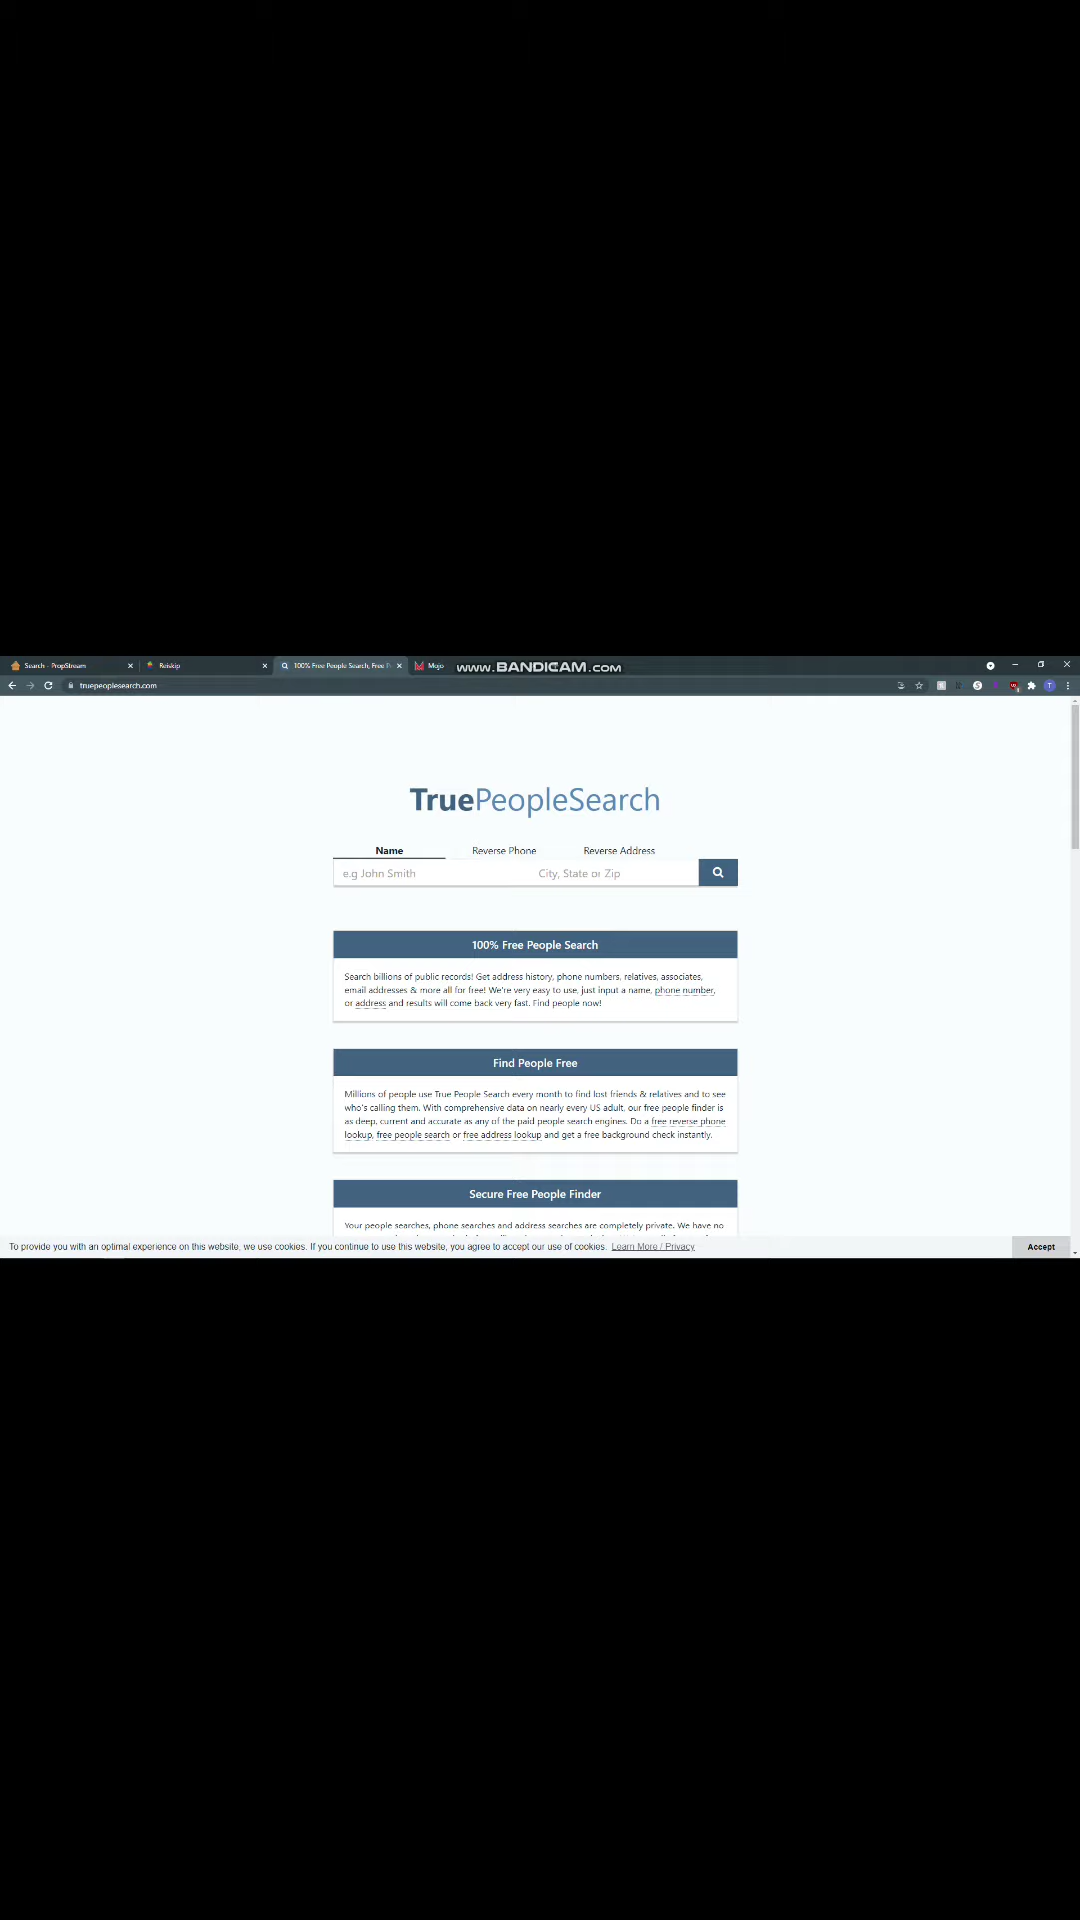 Search - PropStream
Reiskip
100% Free People Search, Free P
Mojo
www.BANDICAM.com
truepeoplesearch.com
TruePeopleSearch
Name
Reverse Phone
Reverse Address
e.g John Smith
City, State or Zip
100% Free People Search
Search billions of public records! Get address history, phone numbers, relatives, associates,
email addresses & more all for free! We're very easy to use, just input a name, phone number,
or address and results will come back very fast. Find people now!
Find People Free
Millions of people use True People Search every month to find lost friends & relatives and to see
who's calling them. With comprehensive data on nearly every US adult, our free people finder is
as deep, current and accurate as any of the paid people search engines. Do a free reverse phone
lookup, free people search or free address lookup and get a free background check instantly.
Secure Free People Finder
Your people searches, phone searches and address searches are completely private. We have no
To provide you with an optimal experience on this website, we use cookies. If you continue to use this website, you agree to accept our use of cookies. Learn More / Privacy
Accept